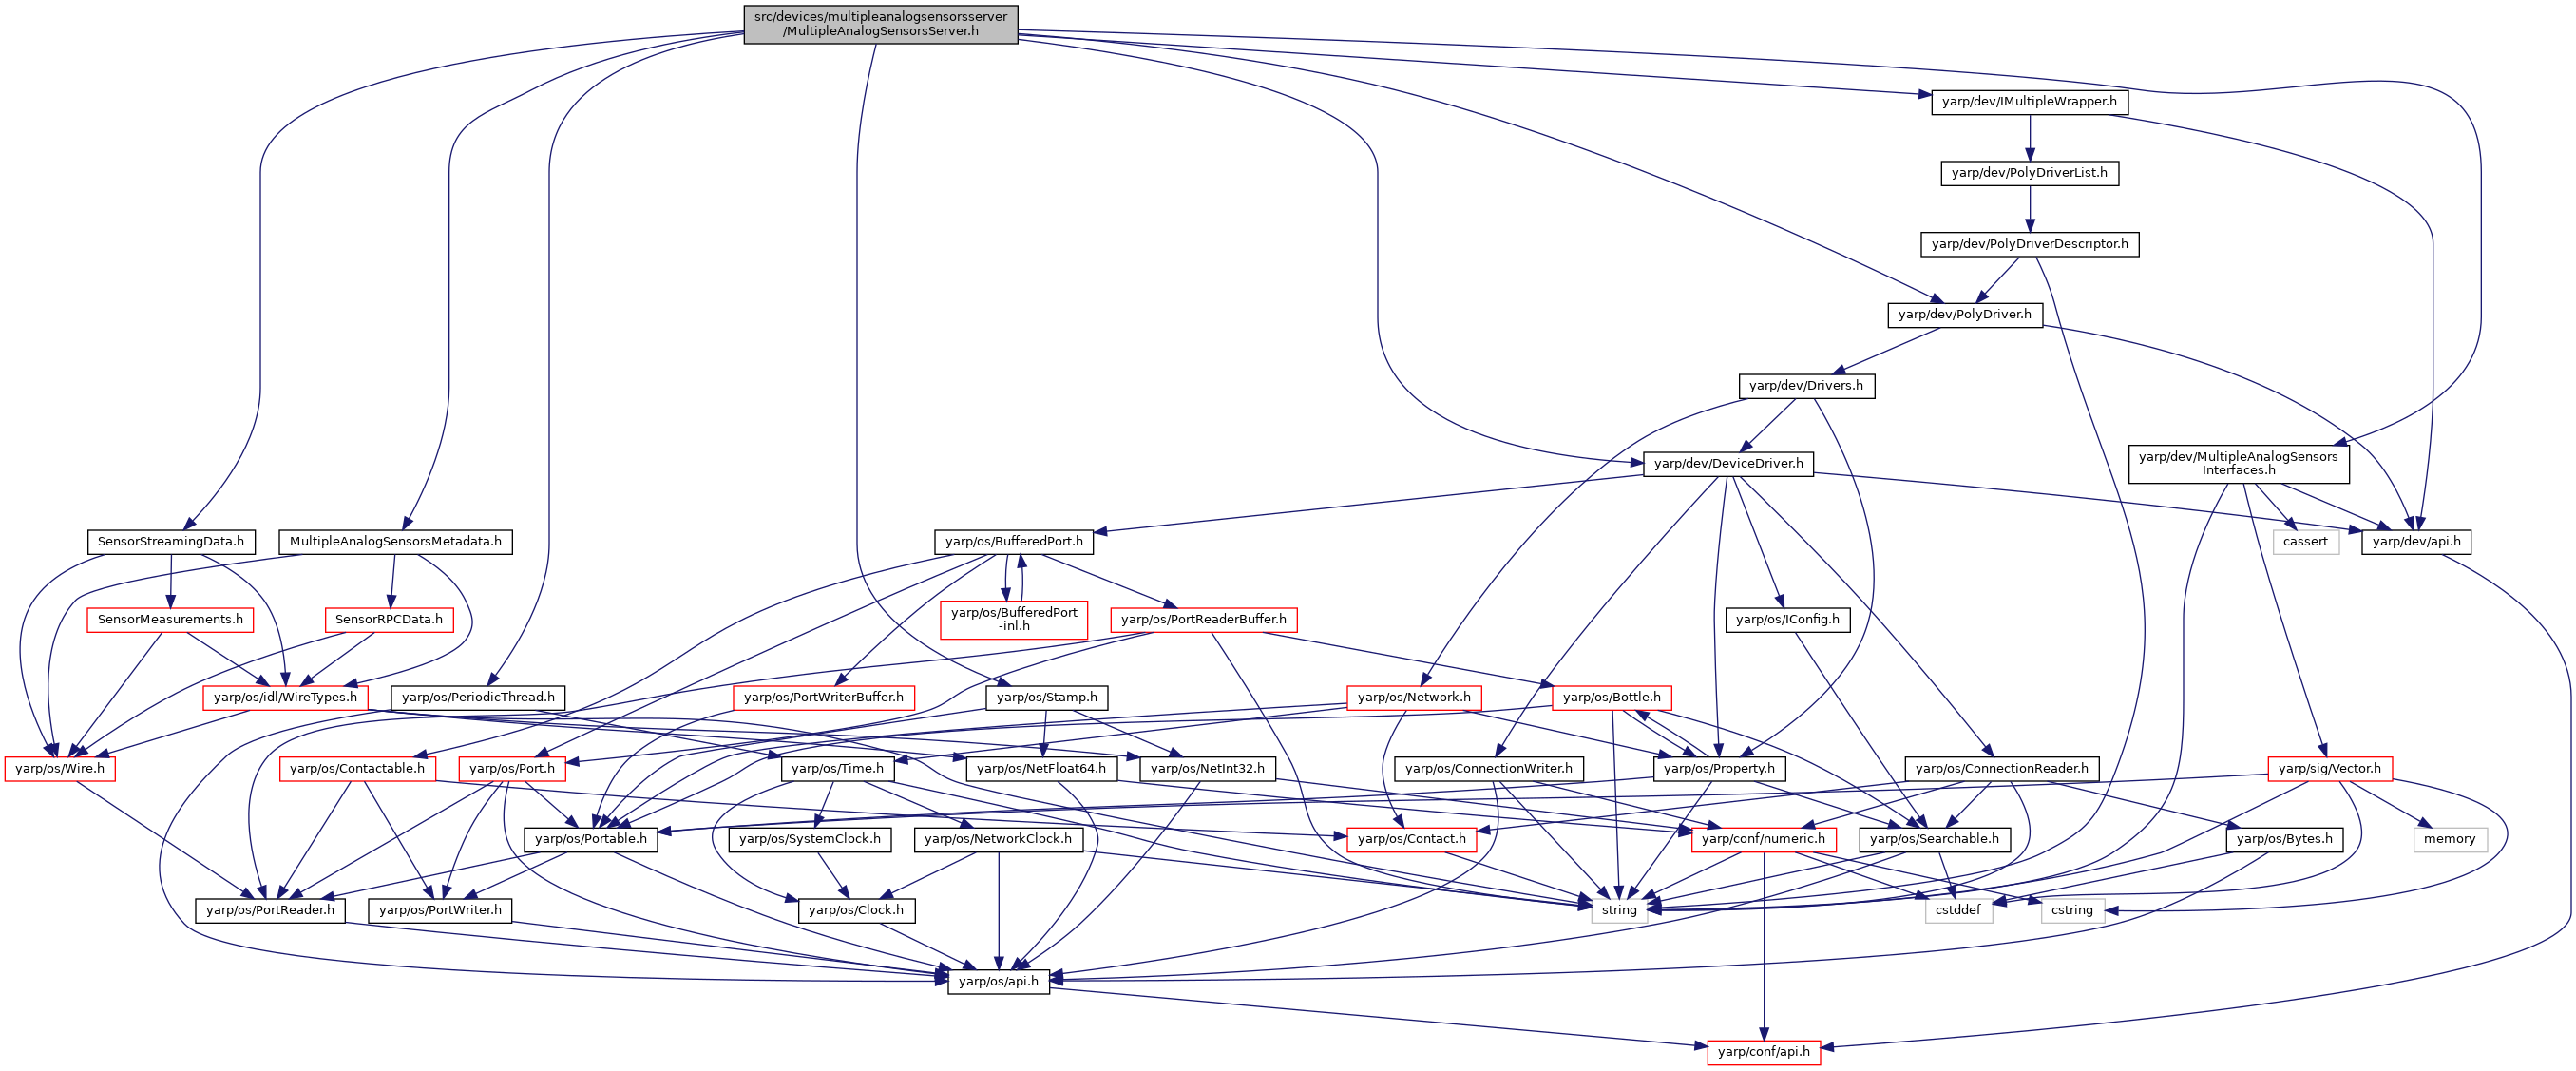 src/devices/multipleanalogsensorsserver
/MultipleAnalogSensorsServer.h
yarp/dev/IMultipleWrapper.h
yarp/dev/PolyDriverList.h
yarp/dev/PolyDriverDescriptor.h
yarp/dev/PolyDriver.h
yarp/dev/Drivers.h
yarp/dev/DeviceDriver.h
yarp/dev/MultipleAnalogSensors
Interfaces.h
SensorStreamingData.h
MultipleAnalogSensorsMetadata.h
yarp/os/BufferedPort.h
cassert
yarp/dev/api.h
SensorMeasurements.h
SensorRPCData.h
yarp/os/BufferedPort
-inl.h
yarp/os/PortReaderBuffer.h
yarp/os/IConfig.h
yarp/os/idl/WireTypes.h
yarp/os/PeriodicThread.h
yarp/os/PortWriterBuffer.h
yarp/os/Stamp.h
yarp/os/Network.h
yarp/os/Bottle.h
yarp/os/Wire.h
yarp/os/Contactable.h
yarp/os/Port.h
yarp/os/Time.h
yarp/os/NetFloat64.h
yarp/os/NetInt32.h
yarp/os/ConnectionWriter.h
yarp/os/Property.h
yarp/os/ConnectionReader.h
yarp/sig/Vector.h
yarp/os/Portable.h
yarp/os/SystemClock.h
yarp/os/NetworkClock.h
yarp/os/Contact.h
yarp/conf/numeric.h
yarp/os/Searchable.h
yarp/os/Bytes.h
memory
yarp/os/PortReader.h
yarp/os/PortWriter.h
yarp/os/Clock.h
string
cstddef
cstring
yarp/os/api.h
yarp/conf/api.h